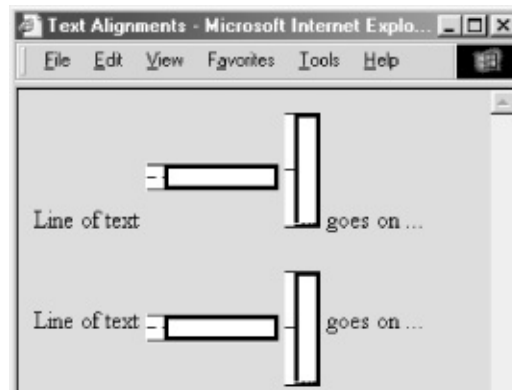 Text Alignments - Microsoft Internet Explo...
File Edit View Favorites Tools Help
Line of text goes on ...
Line of text goes on ...